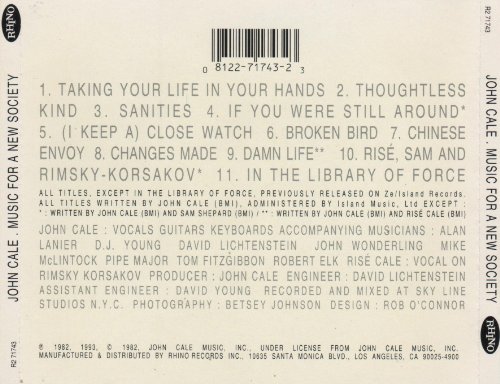 RHINO
R2 71743
JOHN CALE . MUSIC FOR A NEW SOCIETY
0 8122-71743-2 3
1. TAKING YOUR LIFE IN YOUR HANDS 2. THOUGHTLESS
KIND 3. SANITIES 4. IF YOU WERE STILL AROUND*
5. (I KEEP A) CLOSE WATCH 6. BROKEN BIRD 7. CHINESE
ENVOY 8. CHANGES MADE 9. DAMN LIFE** 10. RISÉ, SAM AND
RIMSKY-KORSAKOV* 11. IN THE LIBRARY OF FORCE
ALL TITLES, EXCEPT IN THE LIBRARY OF FORCE, PREVIOUSLY RELEASED ON Ze/Island Records.
ALL TITLES WRITTEN BY JOHN CALE (BMI), ADMINISTERED BY Island Music, Ltd EXCEPT :
* : WRITTEN BY JOHN CALE (BMI) AND SAM SHEPARD (BMI) / ** : WRITTEN BY JOHN CALE (BMI) AND RISÉ CALE (BMI)
JOHN CALE : VOCALS GUITARS KEYBOARDS ACCOMPANYING MUSICIANS : ALAN
LANIER D.J. YOUNG DAVID LICHTENSTEIN JOHN WONDERLING MIKE
McLINTOCK PIPE MAJOR TOM FITZGIBBON ROBERT ELK RISÉ CALE : VOCAL ON
RIMSKY KORSAKOV PRODUCER : JOHN CALE ENGINEER : DAVID LICHTENSTEIN
ASSISTANT ENGINEER : DAVID YOUNG RECORDED AND MIXED AT SKY LINE
STUDIOS N.Y.C. PHOTOGRAPHY : BETSEY JOHNSON DESIGN : ROB O'CONNOR
℗ 1982, 1993, © 1982, JOHN CALE MUSIC, INC., UNDER LICENSE FROM JOHN CALE MUSIC, INC.
MANUFACTURED & DISTRIBUTED BY RHINO RECORDS INC., 10635 SANTA MONICA BLVD., LOS ANGELES, CA 90025-4900
R2 71743
JOHN CALE . MUSIC FOR A NEW SOCIETY
RHINO